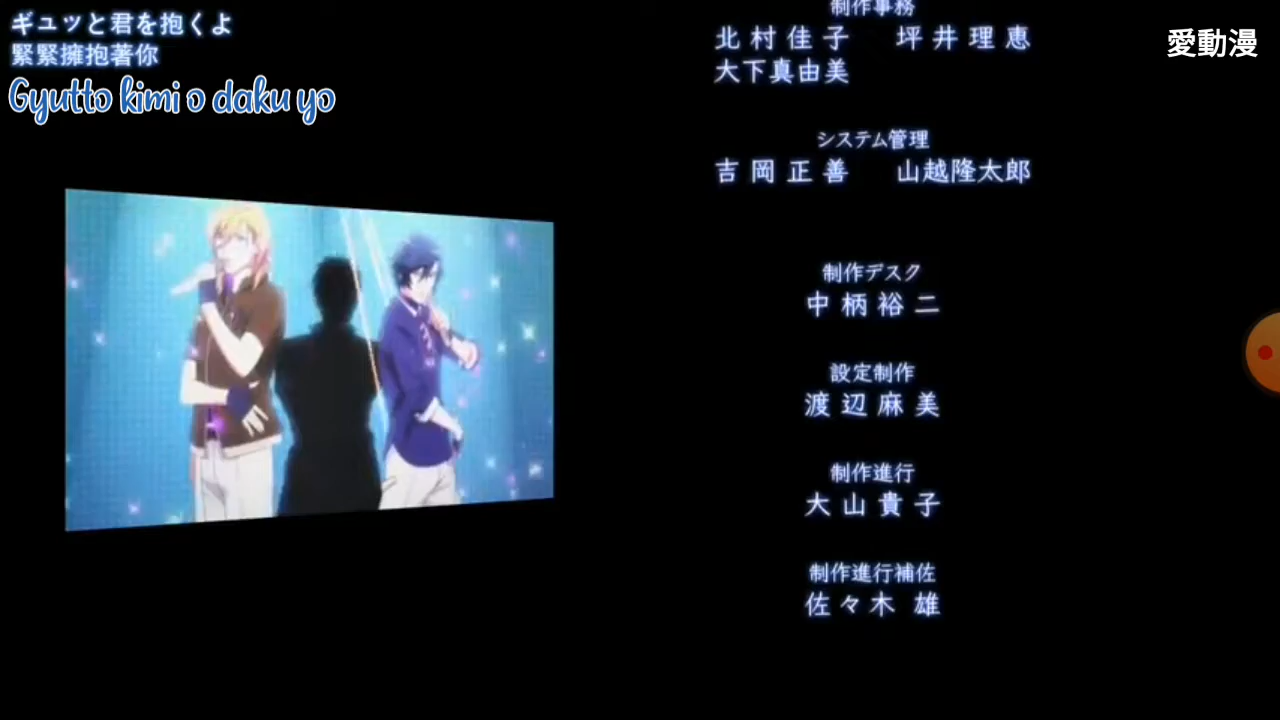 ギュッと君を抱くよ
緊緊擁抱著你
Gyutto kimi o daku yo
愛動漫
制作事務
北村佳子 坪井理恵
大下真由美
システム管理
吉岡正善 山越隆太郎
制作デスク
中柄裕二
設定制作
渡辺麻美
制作進行
大山貴子
制作進行補佐
佐々木 雄